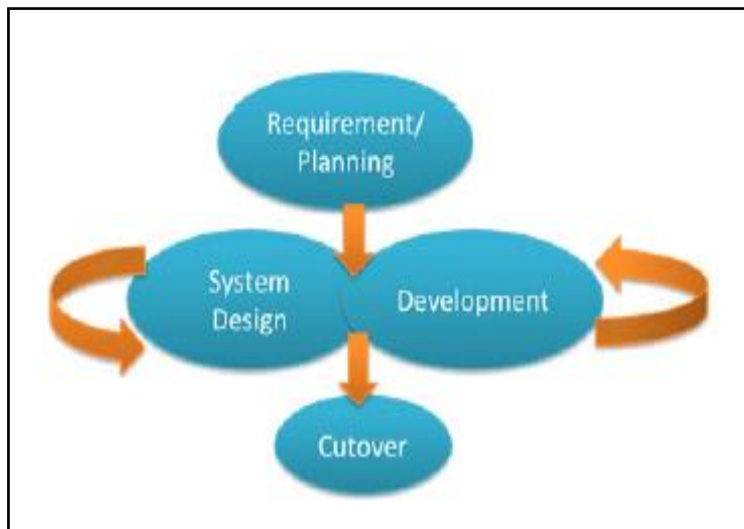 Requirement/
Planning
System
Design
Development
Cutover